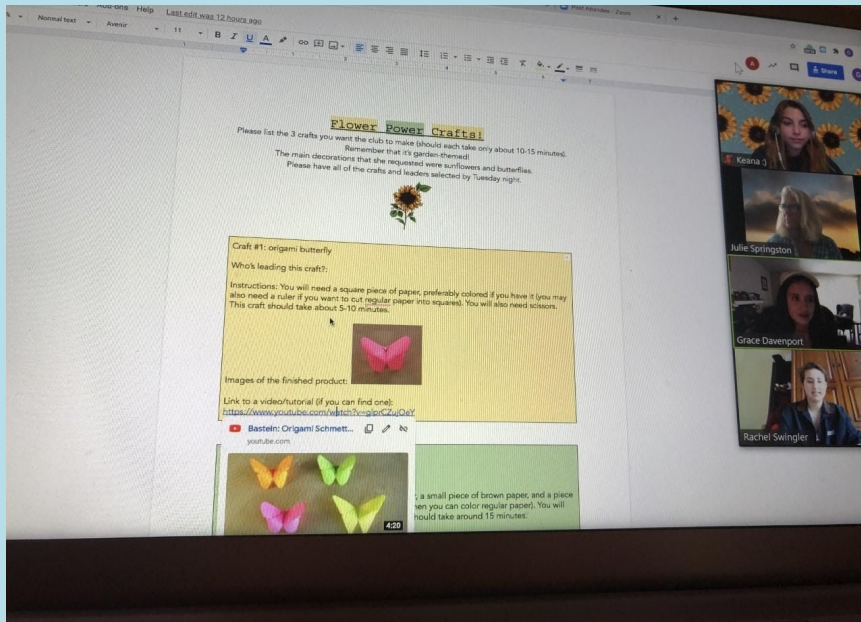 Add-ons Help Last edit was 12 hours ago
Normal text Avenir 11 B I U A
Share
Flower Power Crafts!
Please list the 3 crafts you want the club to make (should each take only about 10-15 minutes).
Remember that it's garden-themed!
The main decorations that she requested were sunflowers and butterflies.
Please have all of the crafts and leaders selected by Tuesday night.
Craft #1: origami butterfly
Who's leading this craft?:
Instructions: You will need a square piece of paper, preferably colored if you have it (you may
also need a ruler if you want to cut regular paper into squares). You will also need scissors.
This craft should take about 5-10 minutes.
Images of the finished product:
Link to a video/tutorial (if you can find one):
https://www.youtube.com/watch?v=
Basteln: Origami Schmett...
youtube.com
4:20
, a small piece of brown paper, and a piece
hen you can color regular paper). You will
hould take around 15 minutes.
Keana :)
Julie Springston
Grace Davenport
Rachel Swingler